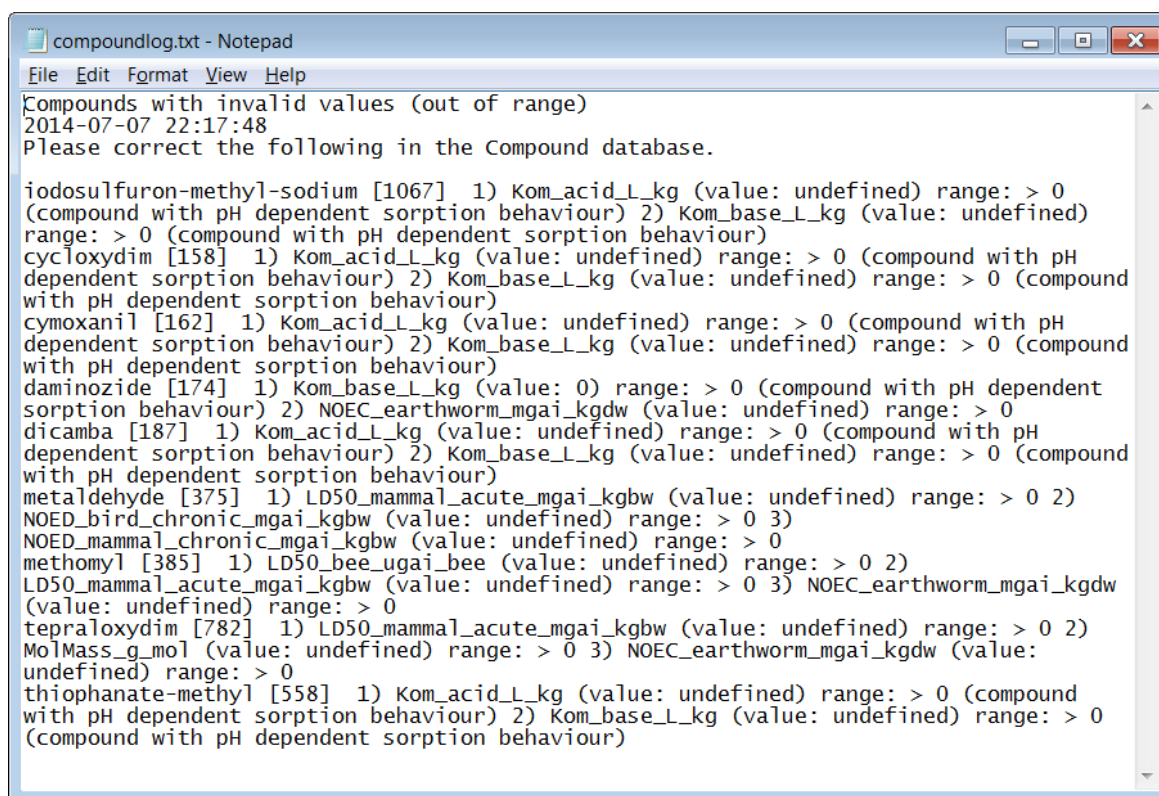 compoundlog.txt - Notepad
File Edit Format View Help
Compounds with invalid values (out of range)
2014-07-07 22:17:48
Please correct the following in the Compound database.
iodosulfuron-methyl-sodium [1067]  1) Kom_acid_L_kg (value: undefined) range: > 0
(compound with pH dependent sorption behaviour) 2) Kom_base_L_kg (value: undefined)
range: > 0 (compound with pH dependent sorption behaviour)
cycloxydim [158]  1) Kom_acid_L_kg (value: undefined) range: > 0 (compound with pH
dependent sorption behaviour) 2) Kom_base_L_kg (value: undefined) range: > 0 (compound
with pH dependent sorption behaviour)
cymoxanil [162]  1) Kom_acid_L_kg (value: undefined) range: > 0 (compound with pH
dependent sorption behaviour) 2) Kom_base_L_kg (value: undefined) range: > 0 (compound
with pH dependent sorption behaviour)
daminozide [174]  1) Kom_base_L_kg (value: 0) range: > 0 (compound with pH dependent
sorption behaviour) 2) NOEC_earthworm_mgai_kgdw (value: undefined) range: > 0
dicamba [187]  1) Kom_acid_L_kg (value: undefined) range: > 0 (compound with pH
dependent sorption behaviour) 2) Kom_base_L_kg (value: undefined) range: > 0 (compound
with pH dependent sorption behaviour)
metaldehyde [375]  1) LD50_mammal_acute_mgai_kgbw (value: undefined) range: > 0 2)
NOED_bird_chronic_mgai_kgbw (value: undefined) range: > 0 3)
NOED_mammal_chronic_mgai_kgbw (value: undefined) range: > 0
methomyl [385]  1) LD50_bee_ugai_bee (value: undefined) range: > 0 2)
LD50_mammal_acute_mgai_kgbw (value: undefined) range: > 0 3) NOEC_earthworm_mgai_kgdw
(value: undefined) range: > 0
tepraloxydim [782]  1) LD50_mammal_acute_mgai_kgbw (value: undefined) range: > 0 2)
MolMass_g_mol (value: undefined) range: > 0 3) NOEC_earthworm_mgai_kgdw (value:
undefined) range: > 0
thiophanate-methyl [558]  1) Kom_acid_L_kg (value: undefined) range: > 0 (compound
with pH dependent sorption behaviour) 2) Kom_base_L_kg (value: undefined) range: > 0
(compound with pH dependent sorption behaviour)